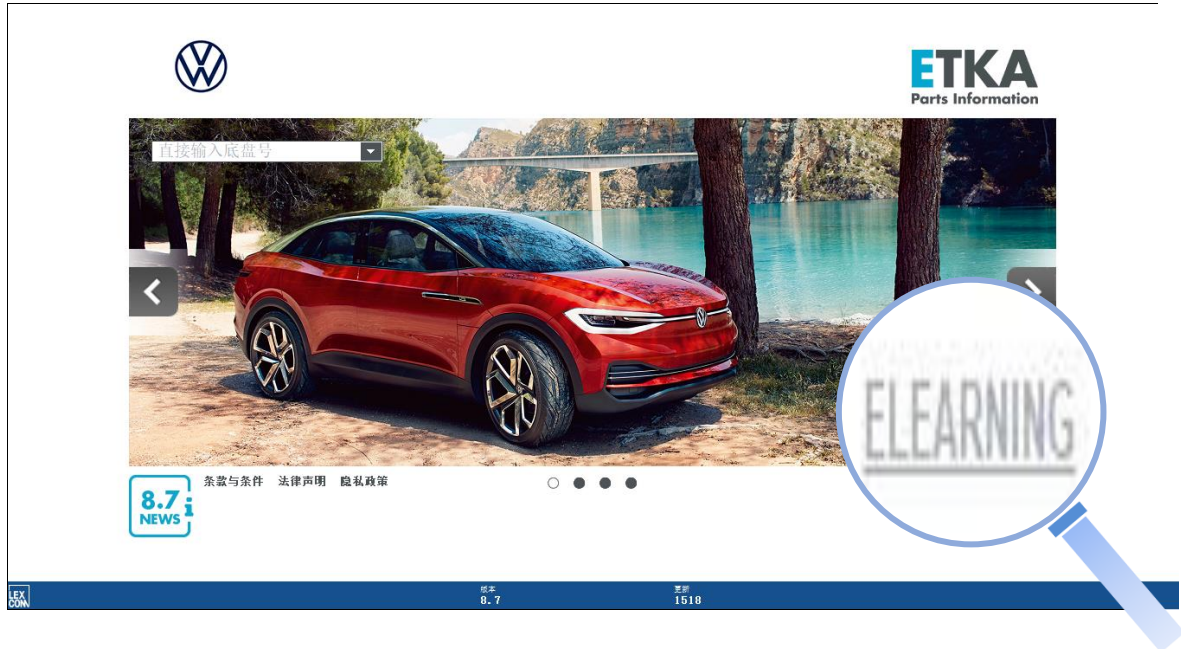 ETKA
Parts Information
直接输入底盘号
ELEARNING
条款与条件 法律声明 隐私政策
8.7 i
NEWS
LEX
COM
版本
8.7
更新
1518